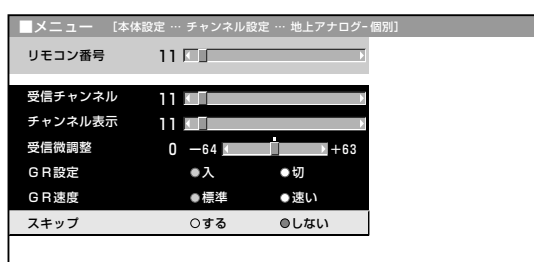 ■メニュー [本体設定 … チャンネル設定 … 地上アナログ-個別]
リモコン番号 11
受信チャンネル 11
チャンネル表示 11
受信微調整 0 −64 +63
GR設定 ●入 ●切
GR速度 ●標準 ●速い
スキップ ○する ●しない